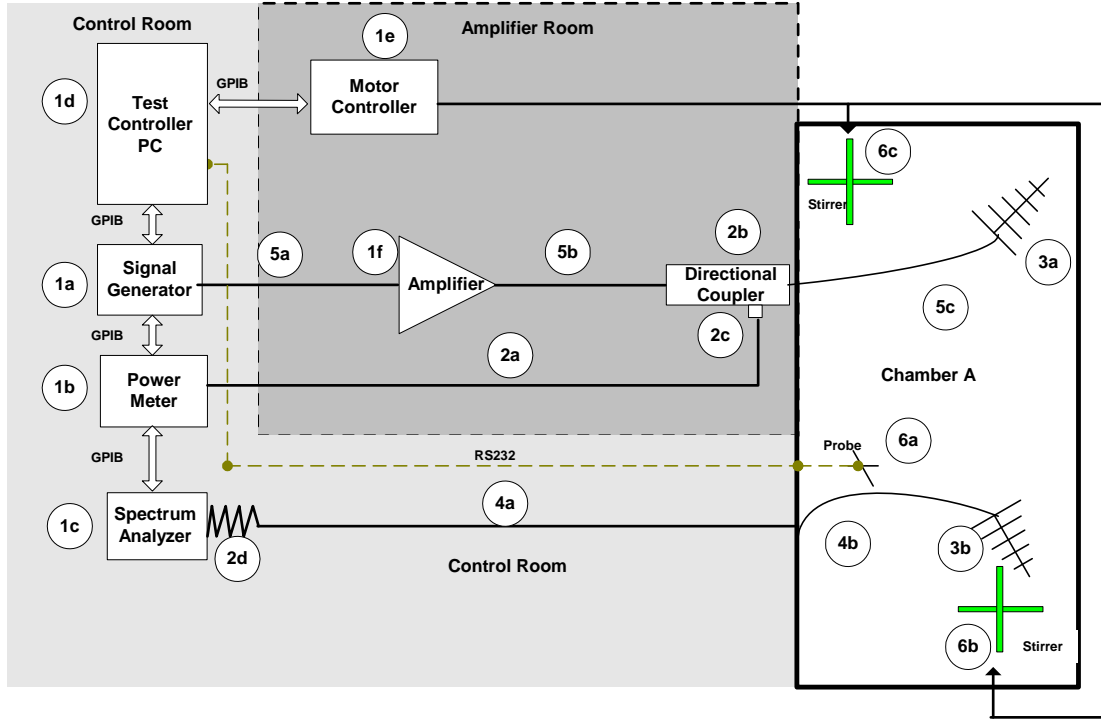 Control Room
Amplifier Room
1e
1d
Test
Controller
PC
GPIB
Motor
Controller
6c
Stirrer
GPIB
1a
Signal
Generator
5a
1f
Amplifier
5b
2b
Directional
Coupler
2c
3a
5c
GPIB
1b
Power
Meter
2a
Chamber A
GPIB
RS232
Probe
6a
1c
Spectrum
Analyzer
2d
4a
4b
3b
Control Room
6b
Stirrer